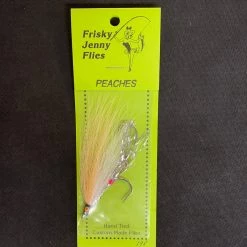 Frisky
Jenny
Flies
PEACHES
Hand Tied
Custom Made Flies